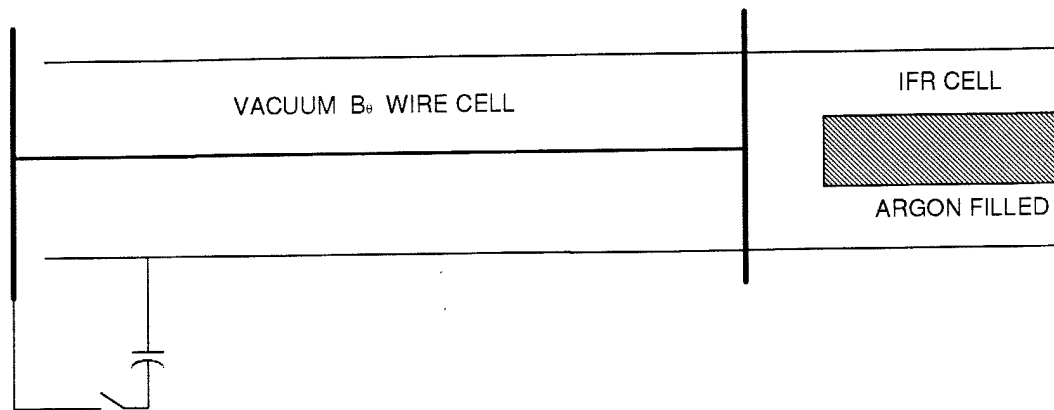 VACUUM Bθ WIRE CELL
IFR CELL
ARGON FILLED